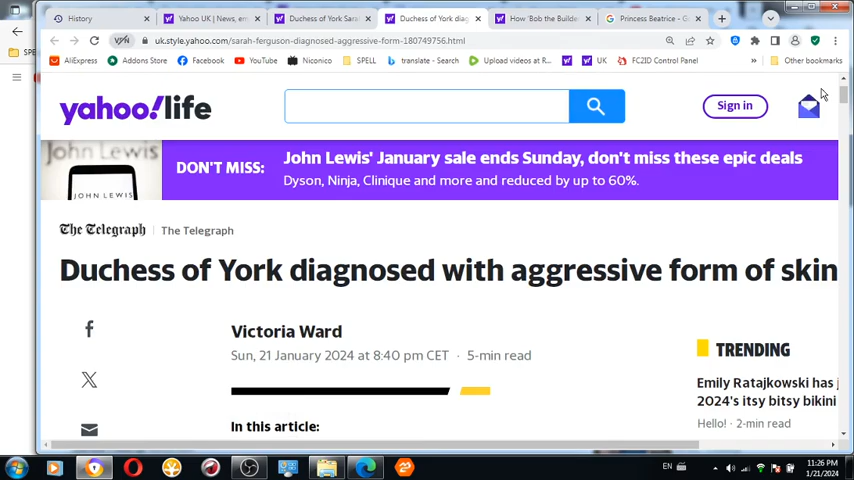 History
Yahoo UK | News, em
Duchess of York Sara
Duchess of York diag
How 'Bob the Builde
Princess Beatrice - G
VPN
uk.style.yahoo.com/sarah-ferguson-diagnosed-aggressive-form-180749756.html
AliExpress
Addons Store
Facebook
YouTube
Niconico
SPELL
translate - Search
Upload videos at R...
UK
FC2ID Control Panel
»
Other bookmarks
yahoo!life
Sign in
JOHN LEWIS
DON'T MISS:
John Lewis' January sale ends Sunday, don't miss these epic deals
Dyson, Ninja, Clinique and more and reduced by up to 60%.
The Telegraph | The Telegraph
Duchess of York diagnosed with aggressive form of skin
Victoria Ward
Sun, 21 January 2024 at 8:40 pm CET · 5-min read
In this article:
TRENDING
Emily Ratajkowski has j
2024's itsy bitsy bikini
Hello! · 2-min read
EN
11:26 PM
1/21/2024